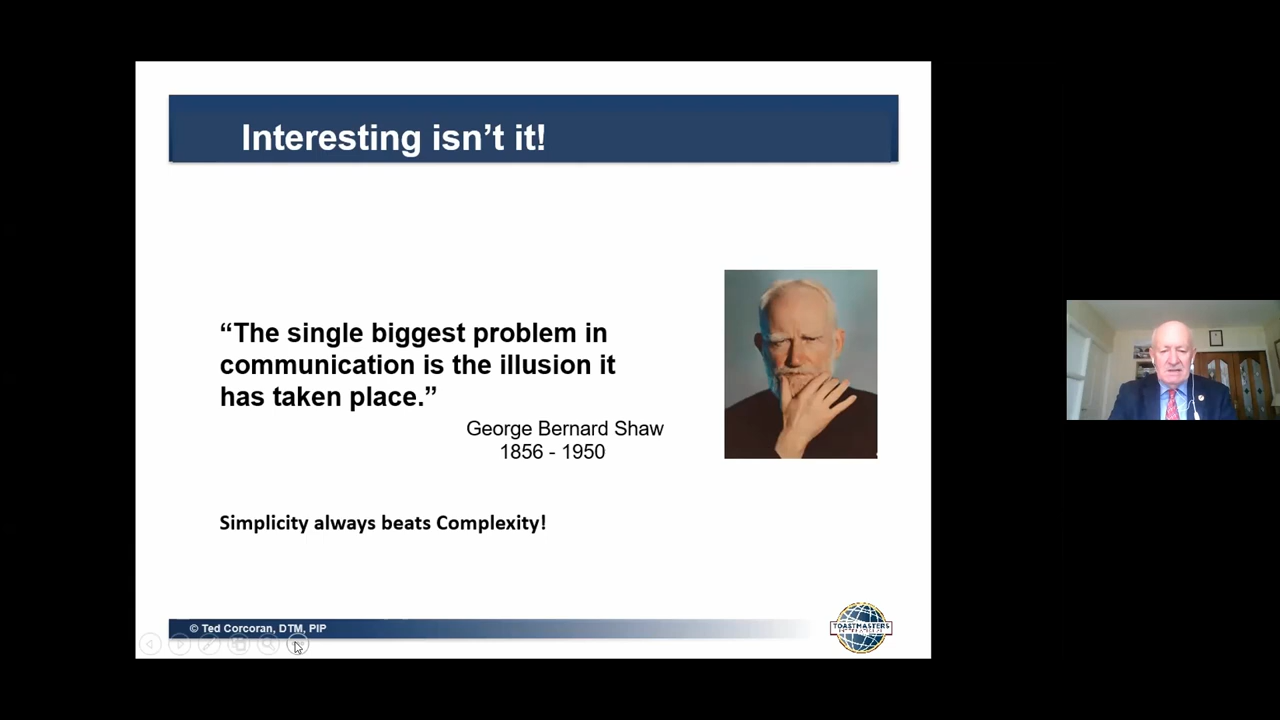 Interesting isn’t it!
“The single biggest problem in
communication is the illusion it
has taken place.”
George Bernard Shaw
1856 - 1950
Simplicity always beats Complexity!
© Ted Corcoran, DTM, PIP
TOASTMASTERS